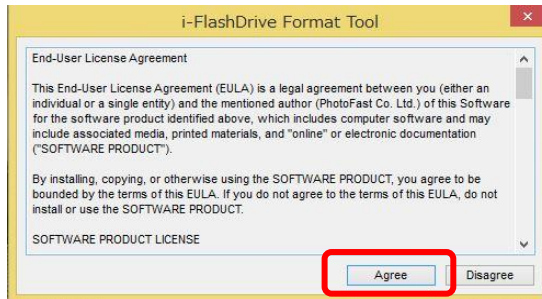 i-FlashDrive Format Tool
End-User License Agreement
This End-User License Agreement (EULA) is a legal agreement between you (either an
individual or a single entity) and the mentioned author (PhotoFast Co. Ltd.) of this Software
for the software product identified above, which includes computer software and may
include associated media, printed materials, and "online" or electronic documentation
("SOFTWARE PRODUCT").
By installing, copying, or otherwise using the SOFTWARE PRODUCT, you agree to be
bounded by the terms of this EULA. If you do not agree to the terms of this EULA, do not
install or use the SOFTWARE PRODUCT.
SOFTWARE PRODUCT LICENSE
Agree Disagree